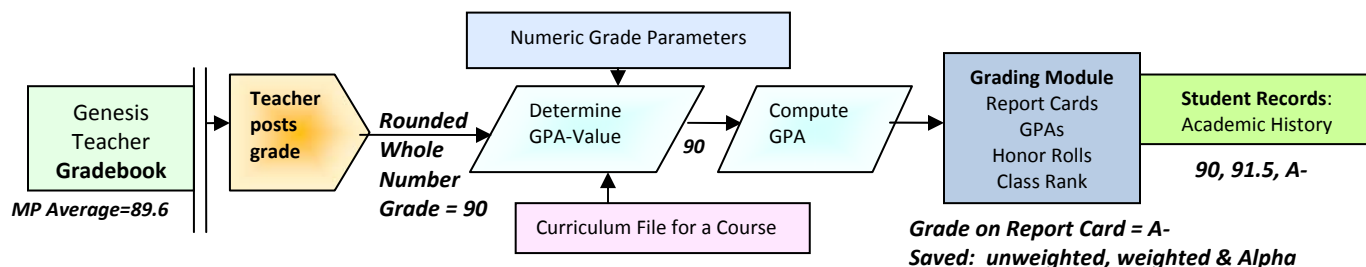 Genesis
Teacher
Gradebook
MP Average=89.6
Teacher
posts
grade
Rounded
Whole
Number
Grade = 90
Numeric Grade Parameters
Determine
GPA-Value
Curriculum File for a Course
90
Compute
GPA
Grading Module
Report Cards
GPAs
Honor Rolls
Class Rank
Student Records:
Academic History
90, 91.5, A-
Grade on Report Card = A-
Saved: unweighted, weighted & Alpha